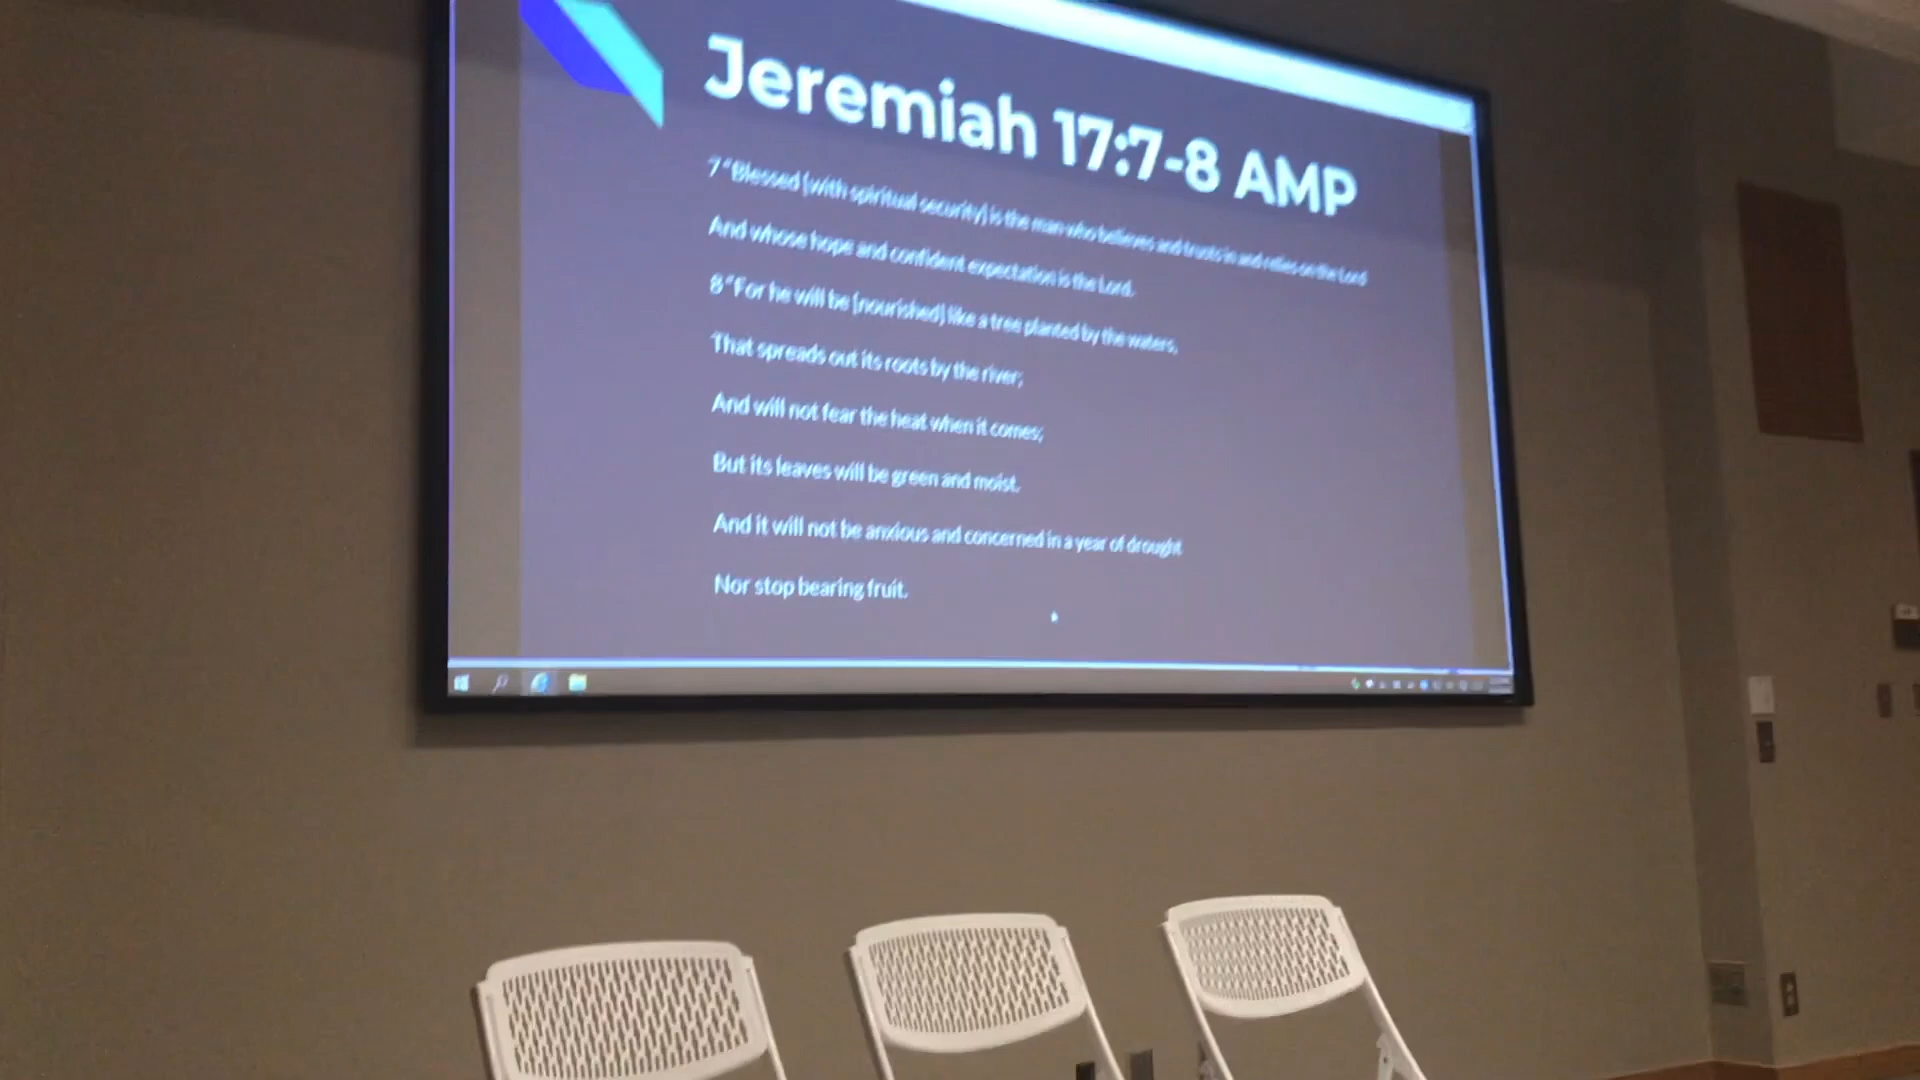 Jeremiah 17:7-8 AMP
7 “Blessed [with spiritual security] is the man who believes and trusts in and relies on the Lord
And whose hope and confident expectation is the Lord.
8 “For he will be [nourished] like a tree planted by the waters,
That spreads out its roots by the river;
And will not fear the heat when it comes;
But its leaves will be green and moist.
And it will not be anxious and concerned in a year of drought
Nor stop bearing fruit.